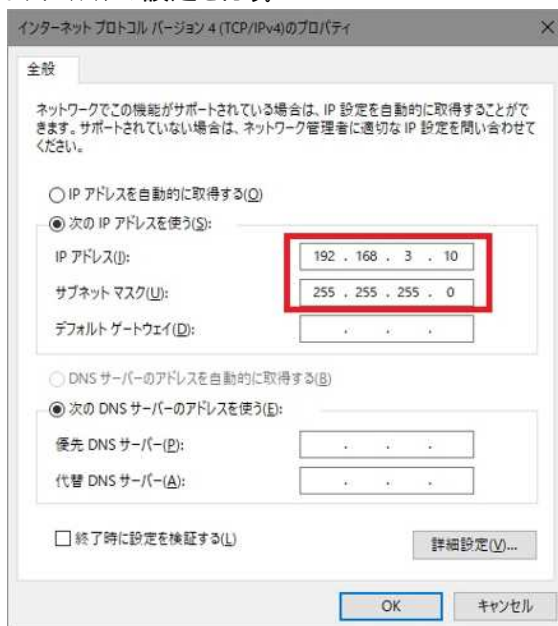 インターネット プロトコル バージョン 4 (TCP/IPv4)のプロパティ
全般
ネットワークでこの機能がサポートされている場合は、IP 設定を自動的に取得することがで
きます。サポートされていない場合は、ネットワーク管理者に適切な IP 設定を問い合わせて
ください。
IP アドレスを自動的に取得する(O)
次の IP アドレスを使う(S):
IP アドレス(I): 192 . 168 . 3 . 10
サブネット マスク(U): 255 . 255 . 255 . 0
デフォルト ゲートウェイ(D): . . .
DNS サーバーのアドレスを自動的に取得する(B)
次の DNS サーバーのアドレスを使う(E):
優先 DNS サーバー(P): . . .
代替 DNS サーバー(A): . . .
終了時に設定を検証する(L)
詳細設定(V)...
OK キャンセル